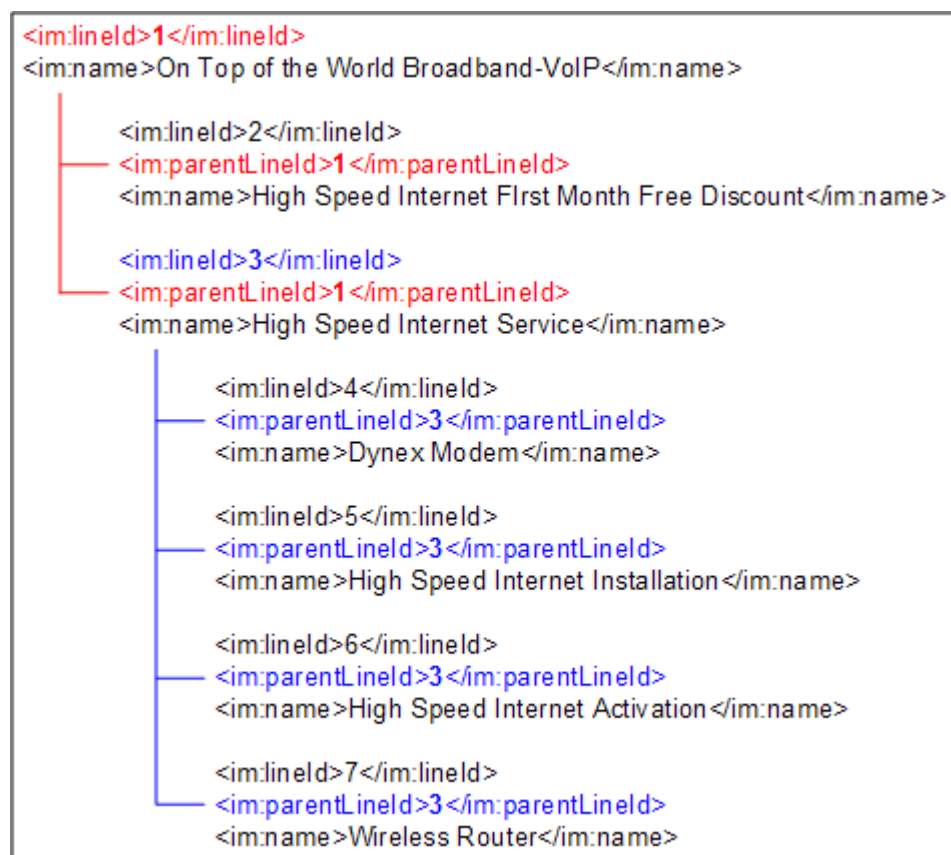 <im:lineId>1</im:lineId>
<im:name>On Top of the World Broadband-VoIP</im:name>
<im:lineId>2</im:lineId>
<im:parentLineId>1</im:parentLineId>
<im:name>High Speed Internet FIrst Month Free Discount</im:name>
<im:lineId>3</im:lineId>
<im:parentLineId>1</im:parentLineId>
<im:name>High Speed Internet Service</im:name>
<im:lineId>4</im:lineId>
<im:parentLineId>3</im:parentLineId>
<im:name>Dynex Modem</im:name>
<im:lineId>5</im:lineId>
<im:parentLineId>3</im:parentLineId>
<im:name>High Speed Internet Installation</im:name>
<im:lineId>6</im:lineId>
<im:parentLineId>3</im:parentLineId>
<im:name>High Speed Internet Activation</im:name>
<im:lineId>7</im:lineId>
<im:parentLineId>3</im:parentLineId>
<im:name>Wireless Router</im:name>